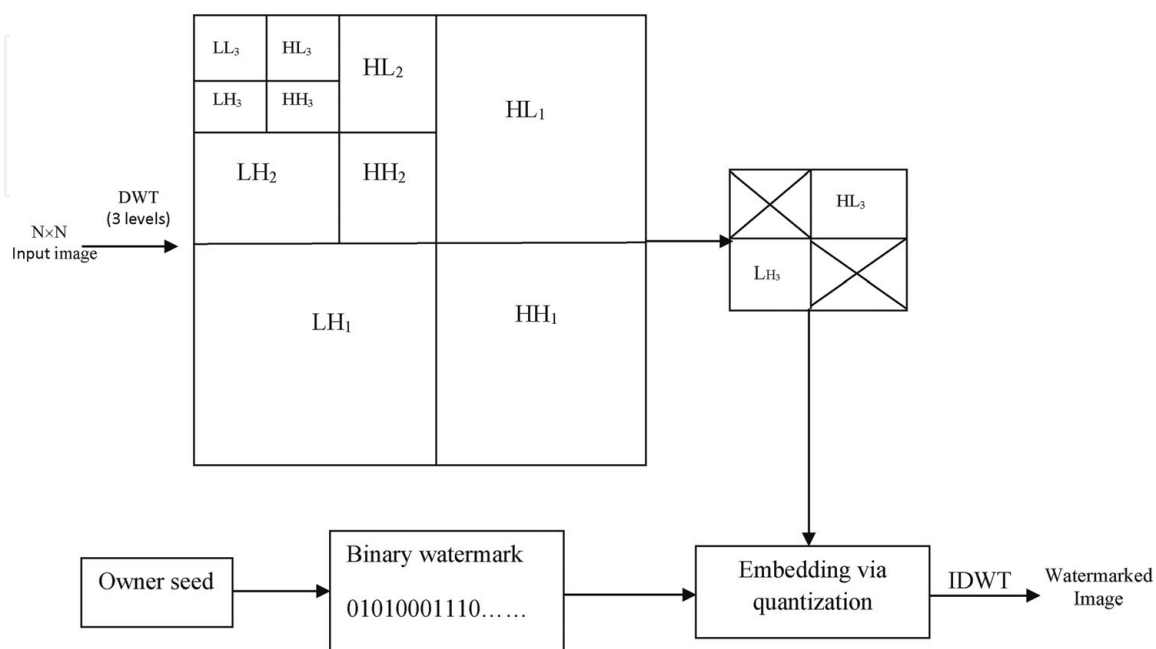 LL₃
HL₃
HL₂
HL₁
LH₃
HH₃
LH₂
HH₂
DWT
(3 levels)
N×N
Input image
HL₃
LH₃
LH₁
HH₁
Owner seed
Binary watermark
01010001110……
Embedding via
quantization
IDWT
Watermarked
Image